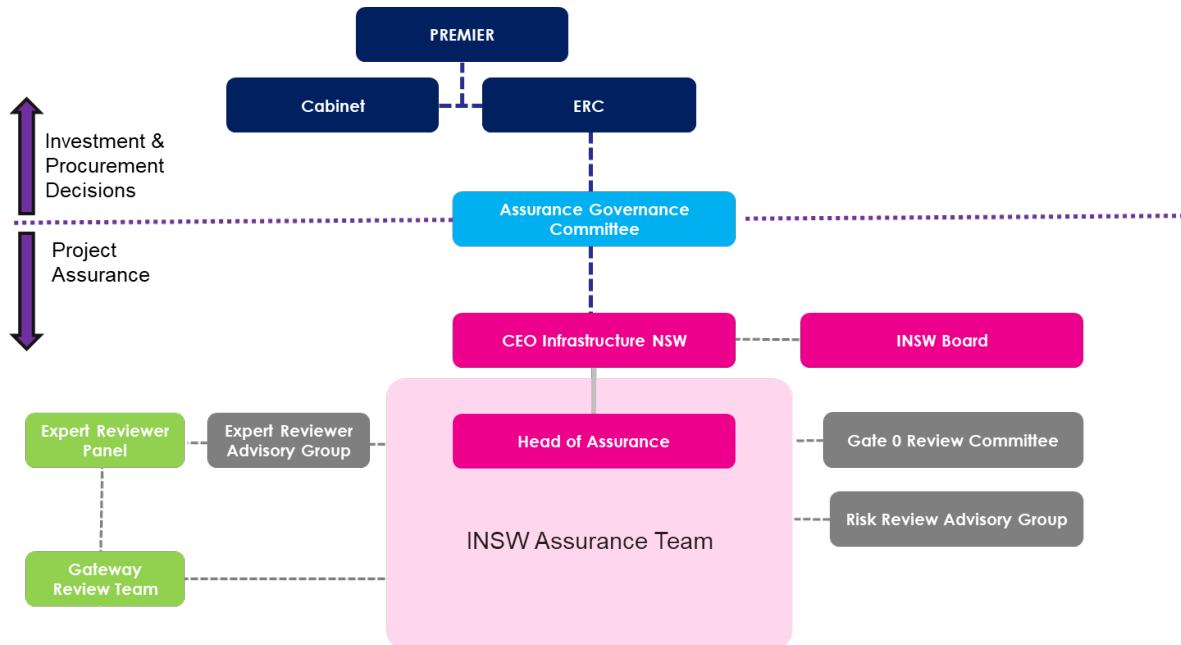 PREMIER
Cabinet
ERC
Investment &
Procurement
Decisions
Assurance Governance
Committee
Project
Assurance
CEO Infrastructure NSW
INSW Board
Expert Reviewer
Panel
Expert Reviewer
Advisory Group
Head of Assurance
Gate 0 Review Committee
Risk Review Advisory Group
INSW Assurance Team
Gateway
Review Team